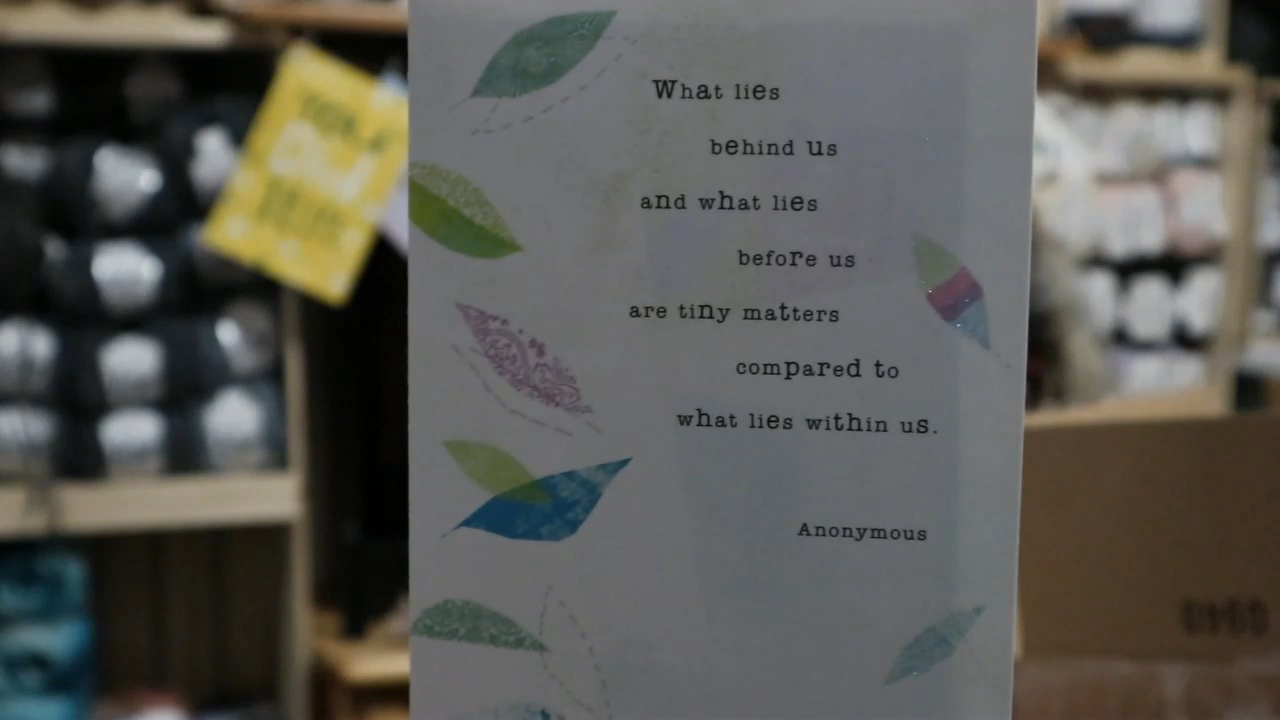 What lies
behind us
and what lies
before us
are tiny matters
compared to
what lies within us.
Anonymous